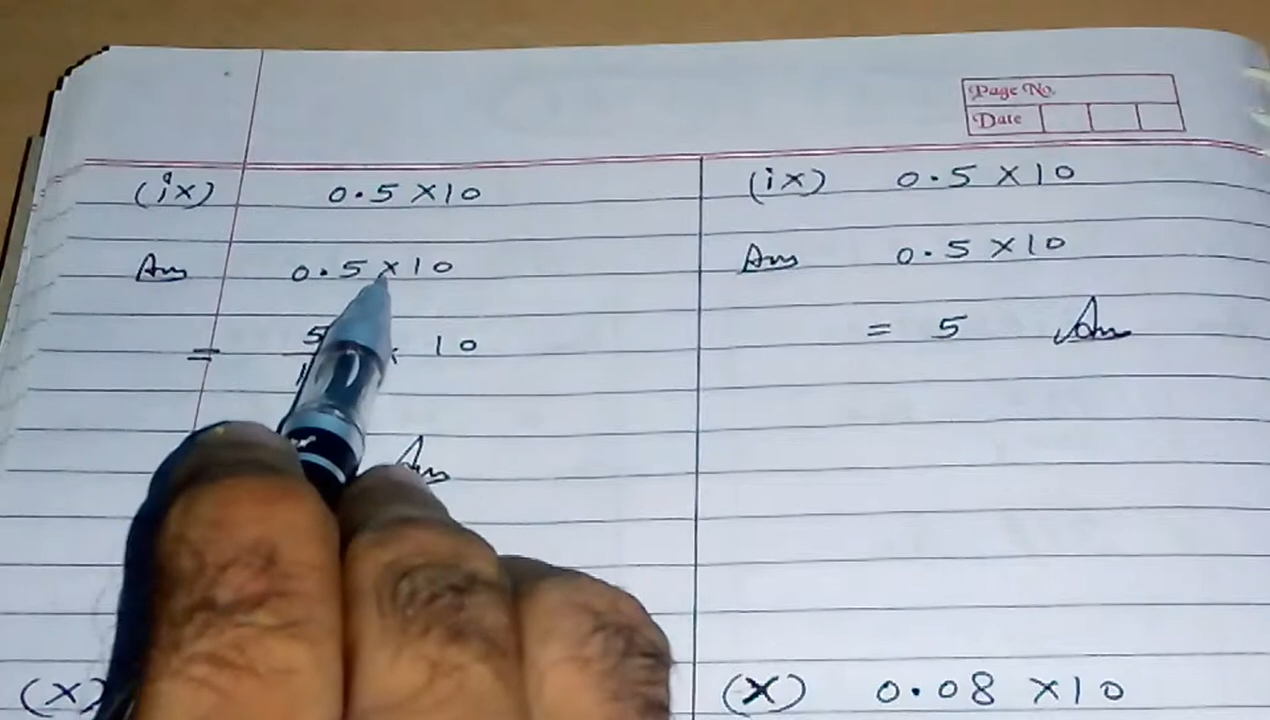 Page No.
Date
(ix) 0.5 × 10
Ans 0.5 × 10
= 5 10
Ans
(x)
(ix) 0.5 × 10
Ans 0.5 × 10
= 5 Ans
(x) 0.08 × 10